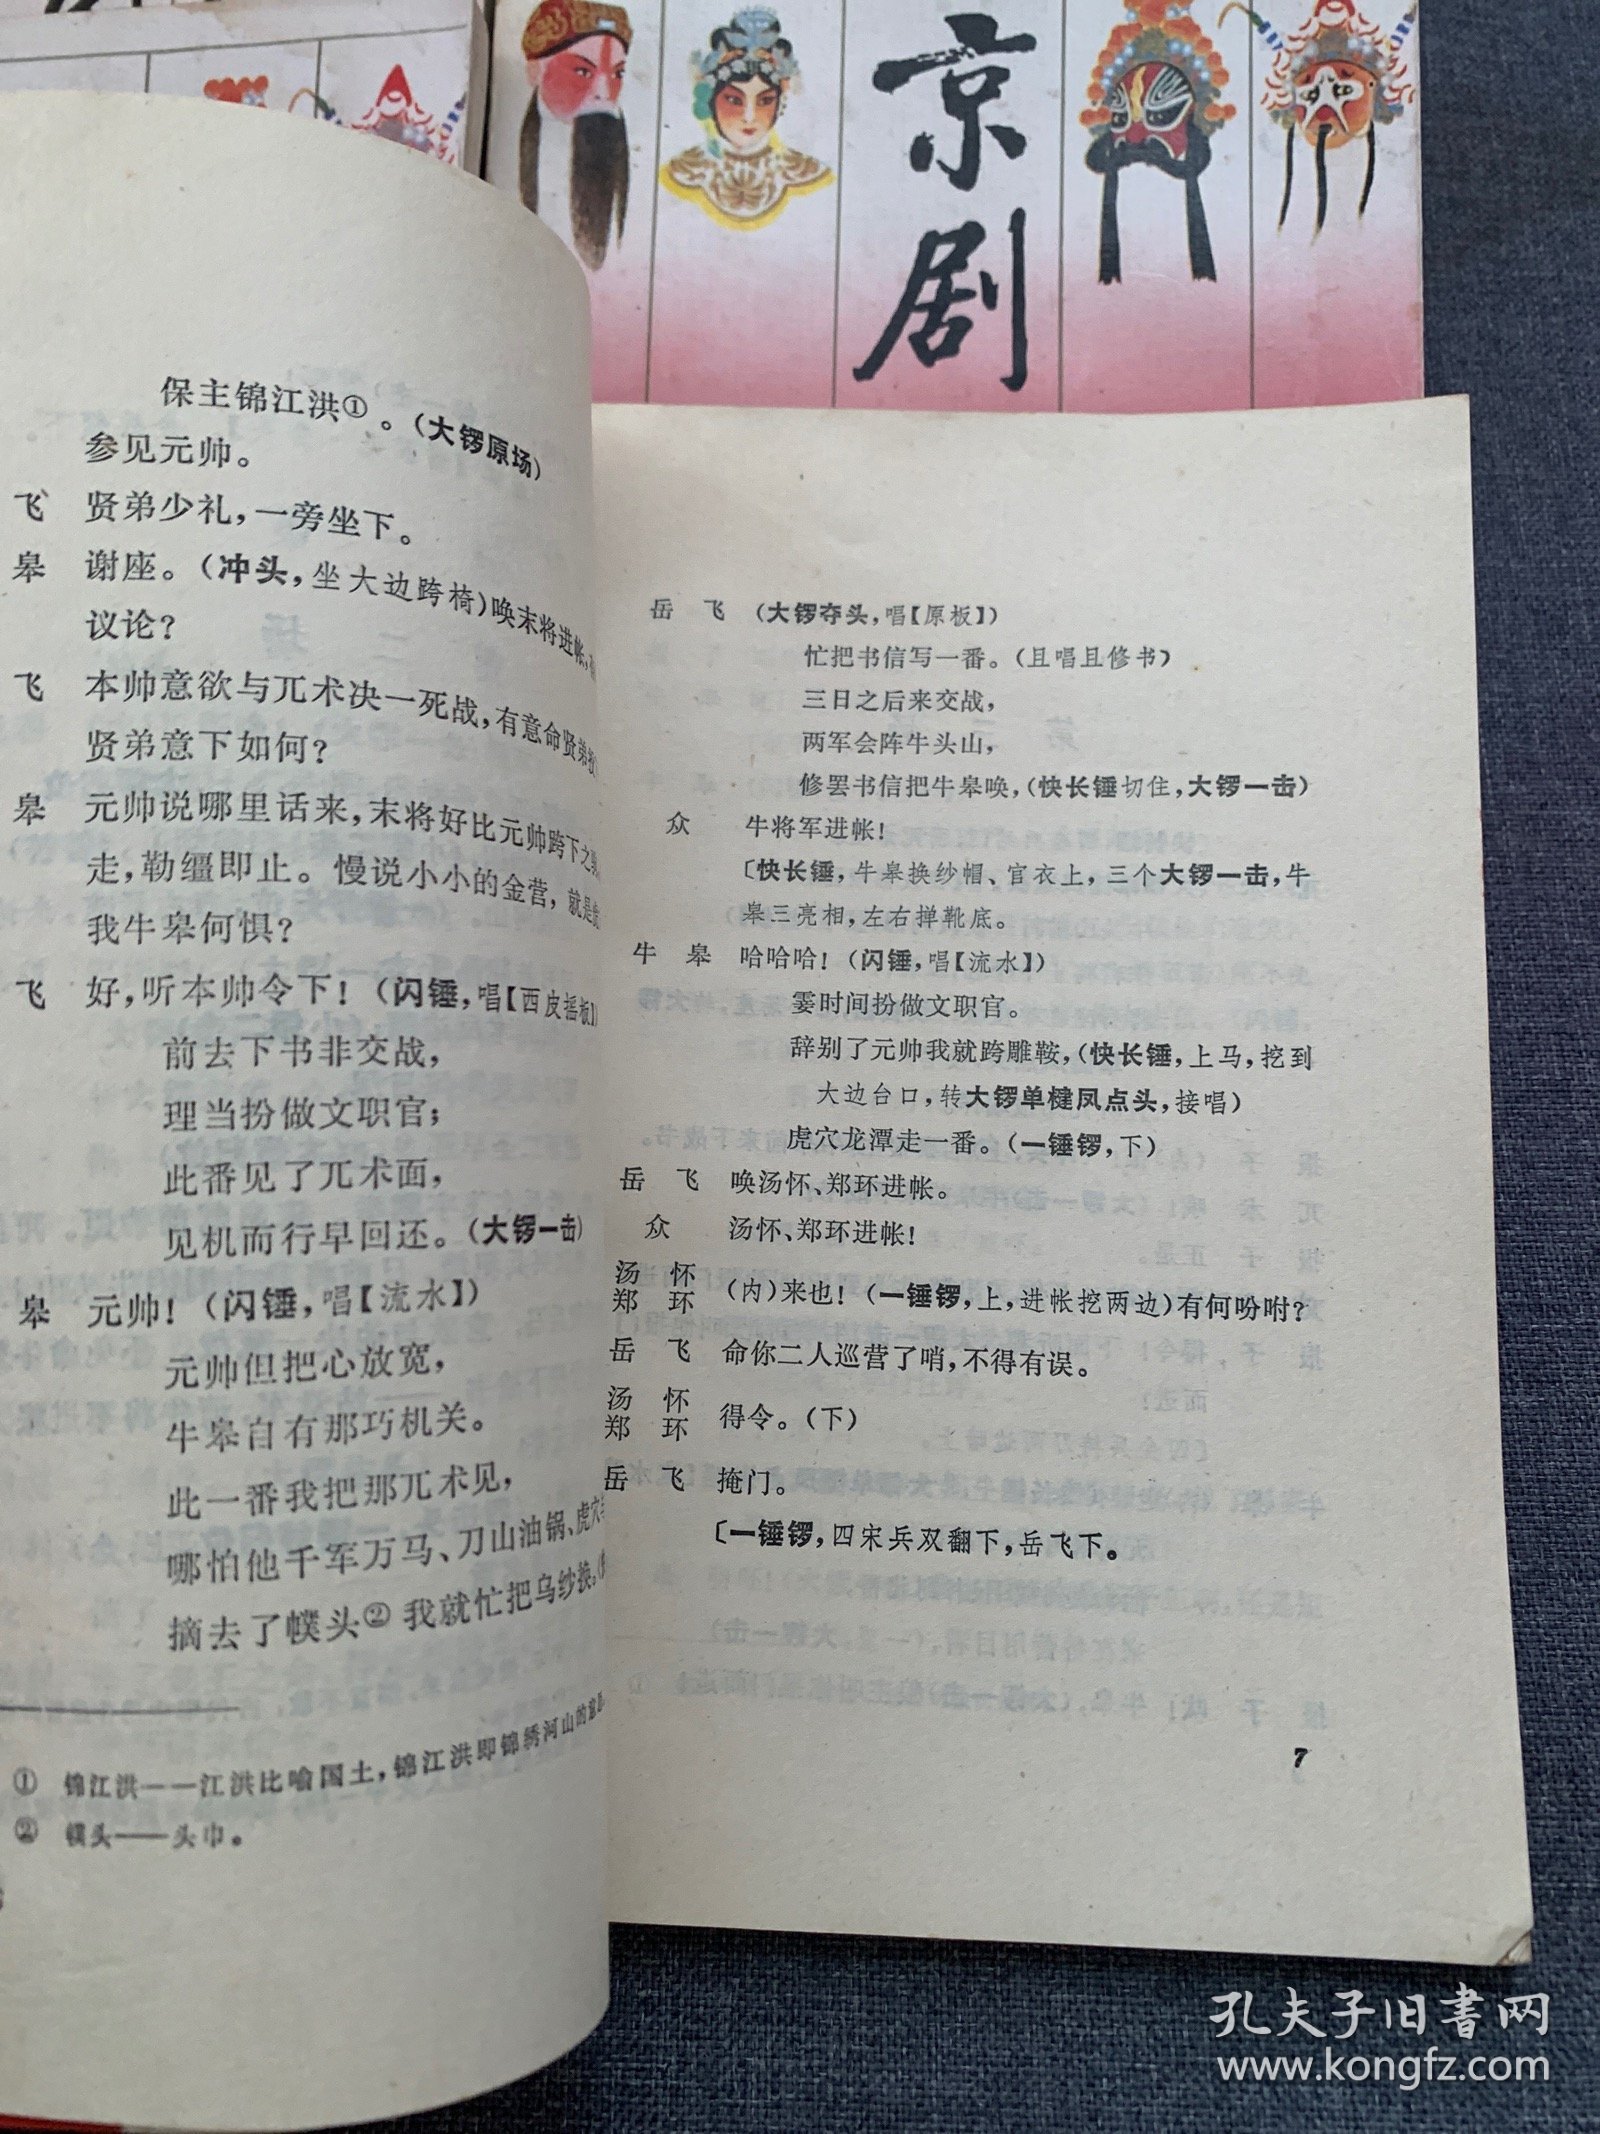 京剧
保主锦江洪①。(大锣原场)
参见元帅。
飞 贤弟少礼,一旁坐下。
皋 谢座。(冲头,坐大边跨椅)唤末将进帐,
议论?
飞 本帅意欲与兀术决一死战,有意命贤弟
贤弟意下如何?
皋 元帅说哪里话来,末将好比元帅跨下之
走,勒缰即止。慢说小小的金营,就是
我牛皋何惧?
飞 好,听本帅令下!(闪锤,唱【西皮摇板】
前去下书非交战,
理当扮做文职官;
此番见了兀术面,
见机而行早回还。(大锣一击)
皋 元帅!(闪锤,唱【流水】)
元帅但把心放宽,
牛皋自有那巧机关。
此一番我把那兀术见,
哪怕他千军万马、刀山油锅、虎穴
摘去了幞头②我就忙把乌纱换。(
① 锦江洪——江洪比喻国土,锦江洪即锦绣河山的意
② 幞头——头巾。
岳飞 (大锣夺头,唱【原板】)
忙把书信写一番。(且唱且修书)
三日之后来交战,
两军会阵牛头山,
修罢书信把牛皋唤,(快长锤切住,大锣一击)
众 牛将军进帐!
〔快长锤,牛皋换纱帽、官衣上,三个大锣一击,牛
皋三亮相,左右掸靴底。
牛皋 哈哈哈!(闪锤,唱【流水】)
霎时间扮做文职官。
辞别了元帅我就跨雕鞍,(快长锤,上马,挖到
大边台口,转大锣单楗凤点头,接唱)
虎穴龙潭走一番。(一锤锣,下)
岳飞 唤汤怀、郑环进帐。
众 汤怀、郑环进帐!
汤怀
郑环 (内)来也!(一锤锣,上,进帐挖两边)有何吩咐?
岳飞 命你二人巡营了哨,不得有误。
汤怀
郑环 得令。(下)
岳飞 掩门。
〔一锤锣,四宋兵双翻下,岳飞下。
7
孔夫子旧书网
www.kongfz.com